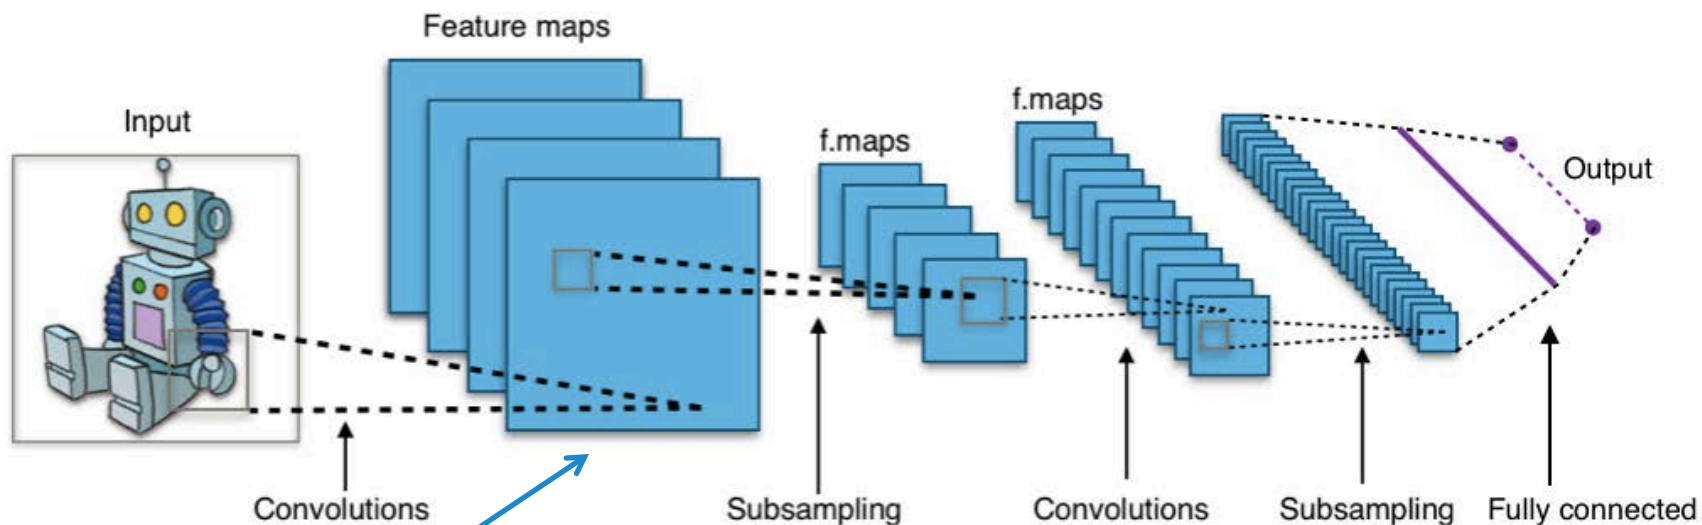 Feature maps
f.maps
f.maps
Input
Output
Convolutions
Subsampling
Convolutions
Subsampling
Fully connected